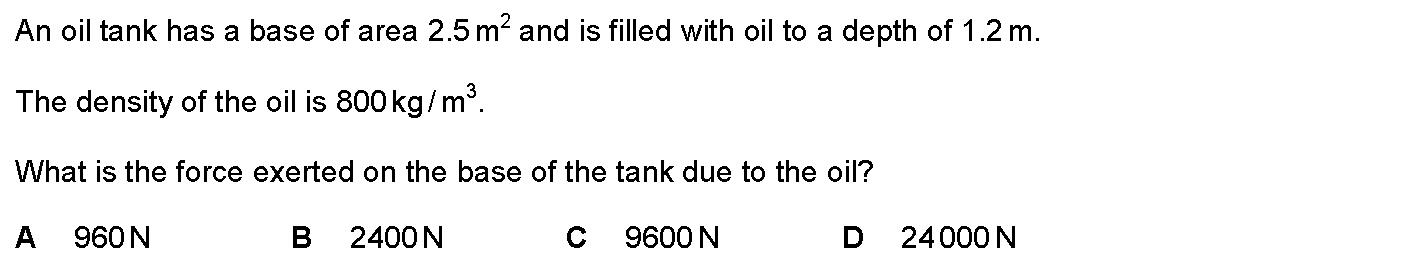 An oil tank has a base of area 2.5 m² and is filled with oil to a depth of 1.2 m.
The density of the oil is 800 kg / m³.
What is the force exerted on the base of the tank due to the oil?
A 960 N B 2400 N C 9600 N D 24 000 N